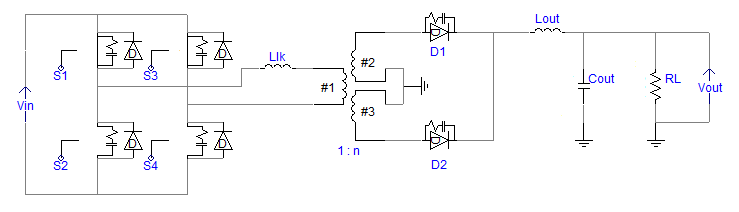 Lout
D1
S1
S3
Llk
#2
#1
Cout
RL
Vout
Vin
#3
S2
S4
D
D
D
D
D
D
1 : n
D2